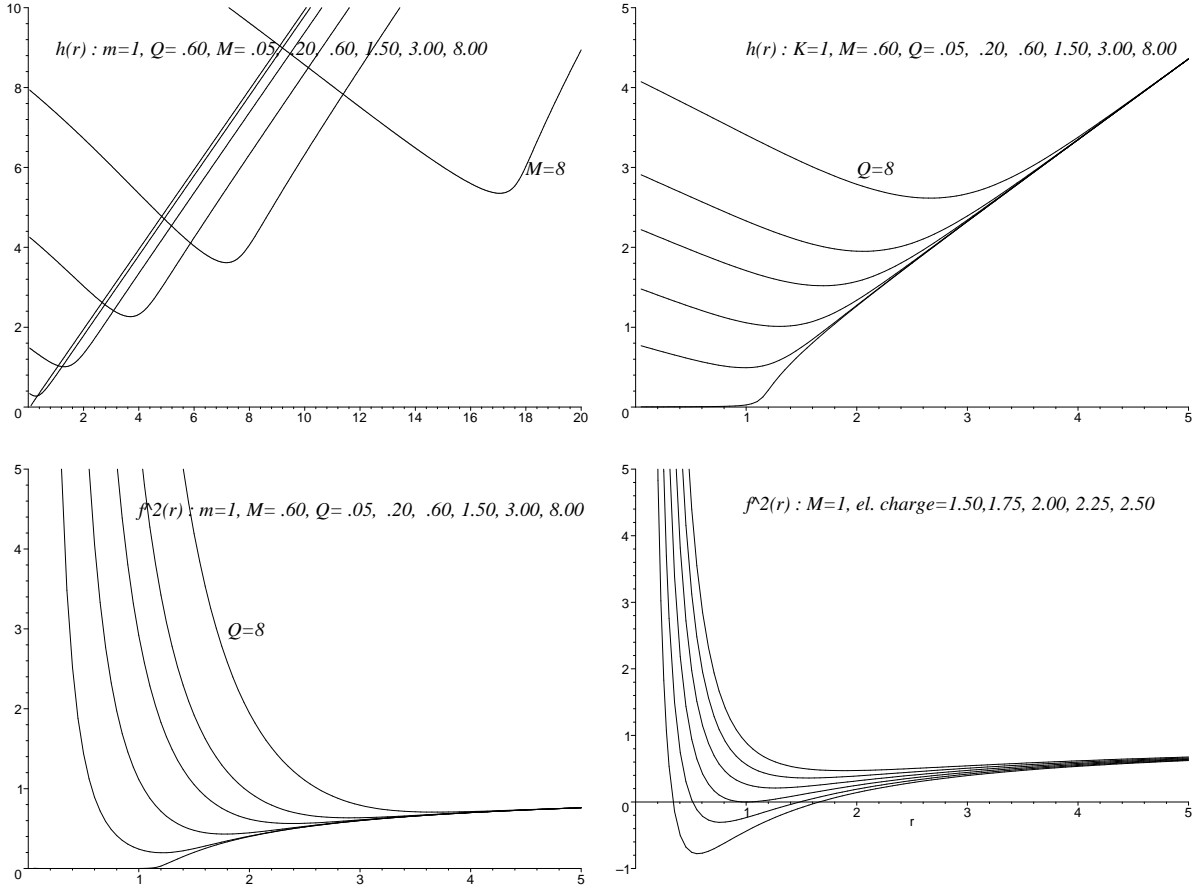 10
8
6
4
2
0
h(r) : m=1, Q= .60, M= .05, .20, .60, 1.50, 3.00, 8.00
M=8
2 4 6 8 10 12 14 16 18 20
5
4
3
2
1
0
h(r) : K=1, M= .60, Q= .05, .20, .60, 1.50, 3.00, 8.00
Q=8
1 2 3 4 5
5
4
3
2
1
0
f^2(r) : m=1, M= .60, Q= .05, .20, .60, 1.50, 3.00, 8.00
Q=8
1 2 3 4 5
5
4
3
2
1
0
–1
f^2(r) : M=1, el. charge=1.50,1.75, 2.00, 2.25, 2.50
1 2 3 4 5
r